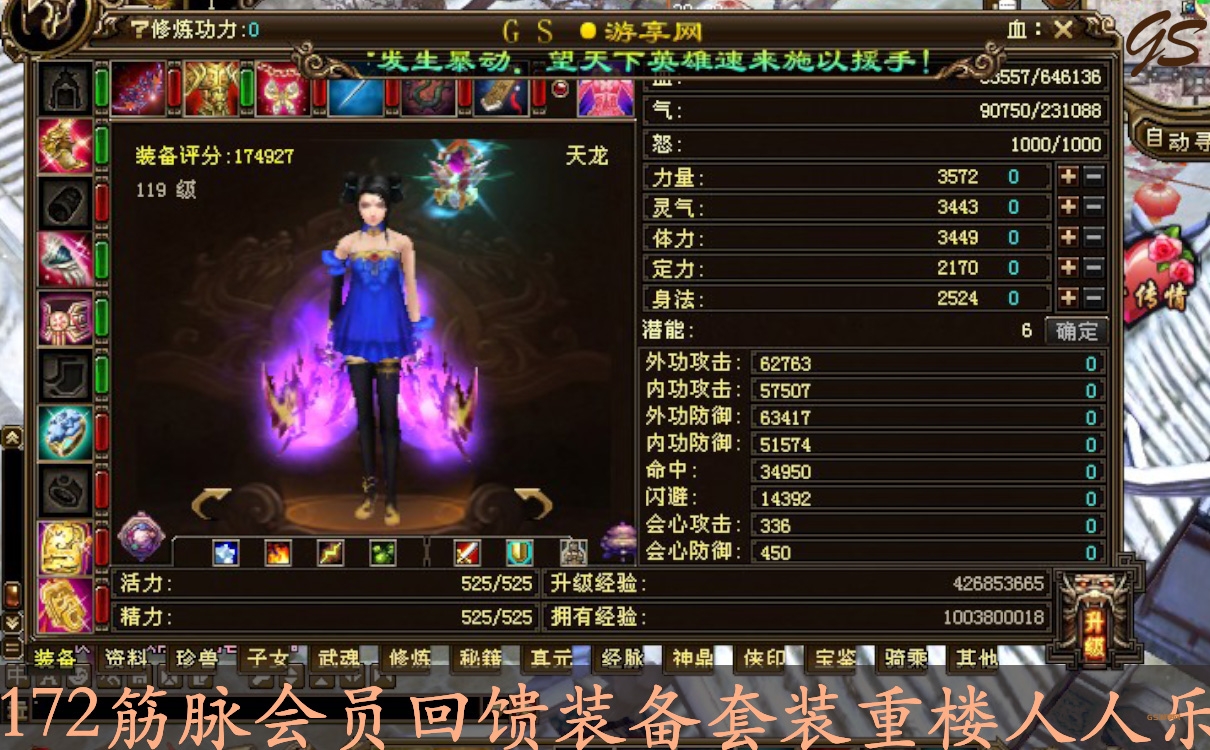 修炼功力:0
GS●游享网
血:
GS
发生暴动，望天下英雄速来施以援手！
557/646136
气: 90750/231088
怒: 1000/1000
自动寻
装备评分:174927
天龙
119 级
力量: 3572 0
灵气: 3443 0
体力: 3449 0
定力: 2170 0
身法: 2524 0
传情
潜能: 6 确定
外功攻击: 62763 0
内功攻击: 57507 0
外功防御: 63417 0
内功防御: 51574 0
命中: 34950 0
闪避: 14392 0
会心攻击: 336 0
会心防御: 450 0
活力: 525/525 升级经验: 426853665
精力: 525/525 拥有经验: 1003800018
升级
装备 资料 珍兽 子女 武魂 修炼 秘籍 真元 经脉 神鼎 侠印 宝鉴 骑乘 其他
172筋脉会员回馈装备套装重楼人人乐